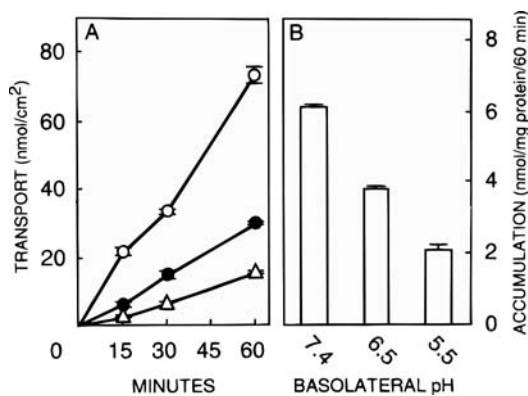 A
TRANSPORT (nmol/cm²)
80
60
40
20
0
15
30
45
60
MINUTES
B
8
6
4
2
0
ACCUMULATION (nmol/mg protein/60 min)
7.4
6.5
5.5
BASOLATERAL pH